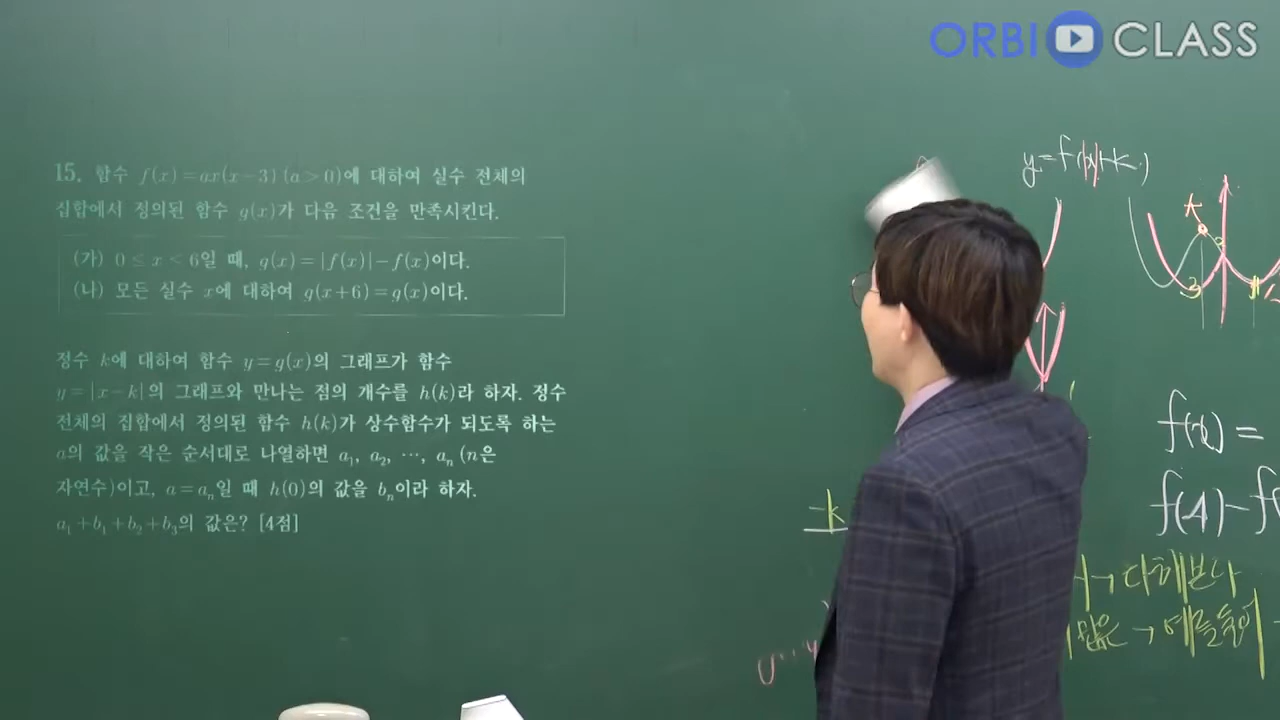 ORBI CLASS
15. 함수 f(x)=ax(x-3) (a>0)에 대하여 실수 전체의
집합에서 정의된 함수 g(x)가 다음 조건을 만족시킨다.
(가) 0≤x<6일 때, g(x)=|f(x)|-f(x)이다.
(나) 모든 실수 x에 대하여 g(x+6)=g(x)이다.
정수 k에 대하여 함수 y=g(x)의 그래프가 함수
y=|x-k|의 그래프와 만나는 점의 개수를 h(k)라 하자. 정수
전체의 집합에서 정의된 함수 h(k)가 상수함수가 되도록 하는
a의 값을 작은 순서대로 나열하면 a₁, a₂, ⋯, aₙ (n은
자연수)이고, a=aₙ일 때 h(0)의 값을 bₙ이라 하자.
a₁+b₁+b₂+b₃의 값은? [4점]
A
3
-k
f(x)=
f(4)-f
→다해본다